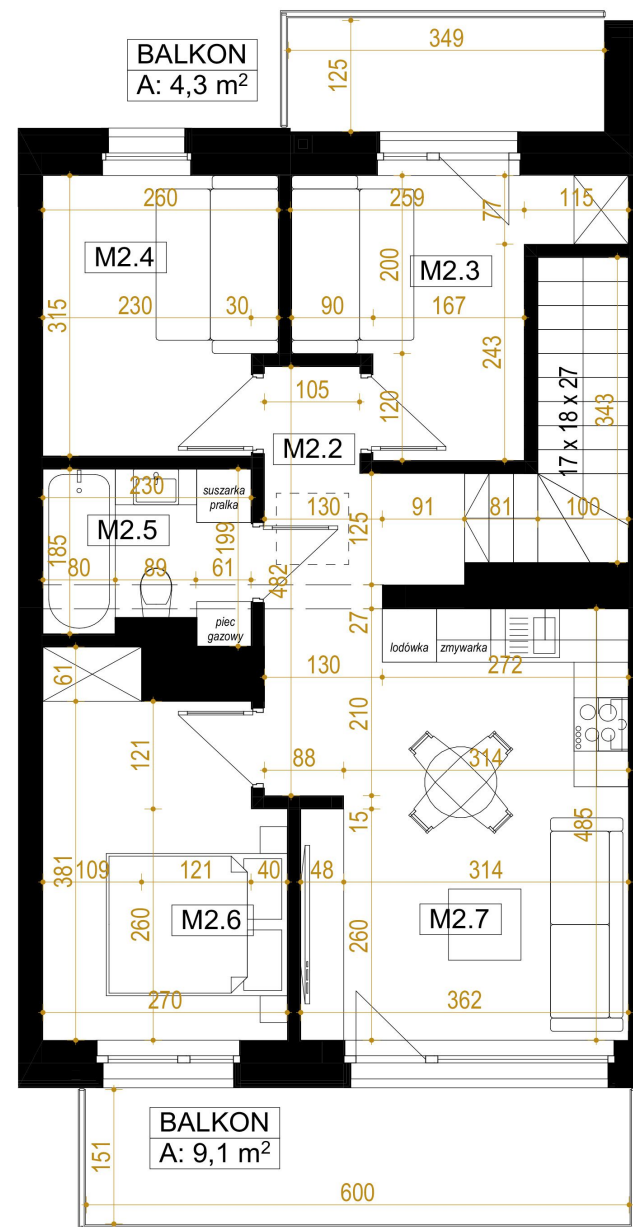 349
125
BALKON
A: 4,3 m²
260
259
115
77
M2.4
M2.3
200
315
230
30
90
167
243
105
120
17 x 18 x 27
343
M2.2
230
suszarka
pralka
130
91
81
100
125
M2.5
185
199
80
89
61
482
piec
gazowy
27
lodówka
zmywarka
61
130
272
210
121
88
314
15
485
381
109
121
40
48
314
M2.6
M2.7
260
260
270
362
BALKON
A: 9,1 m²
151
600